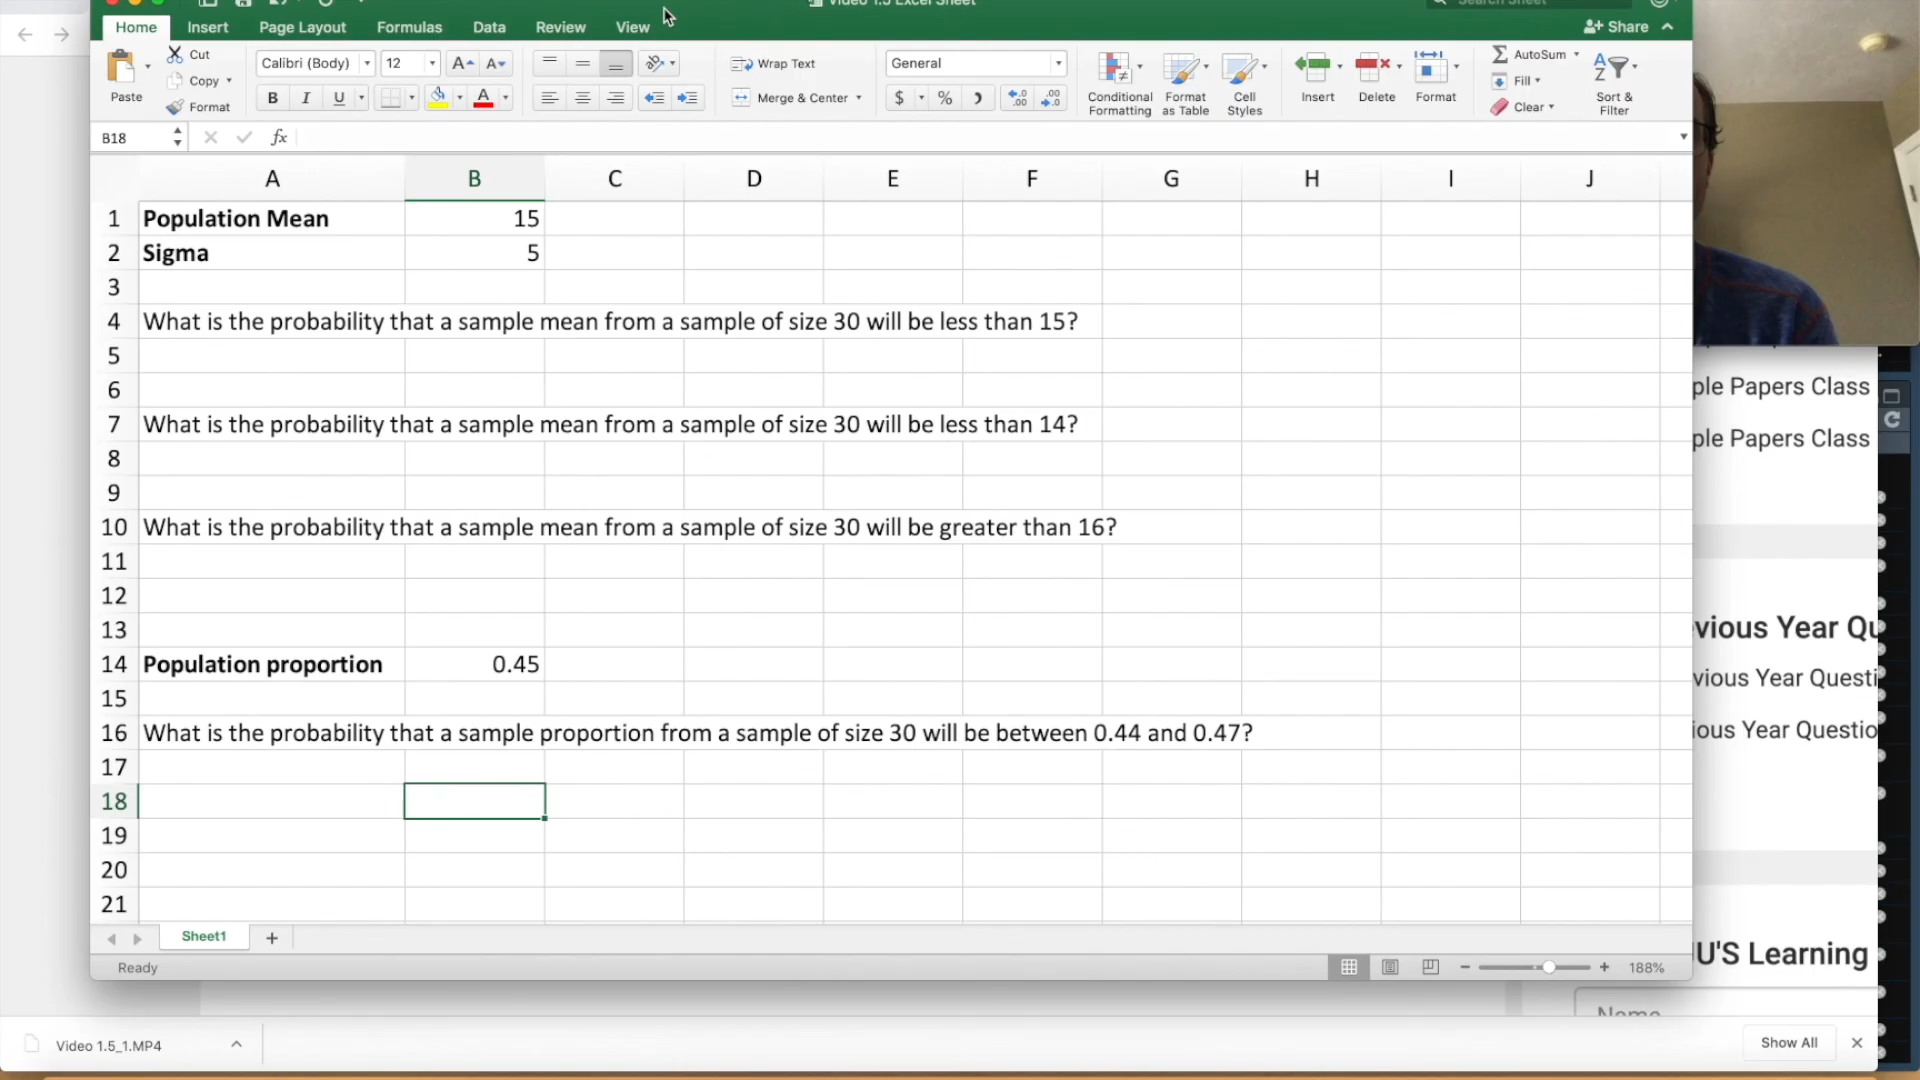 Video 1.5 Excel Sheet
Search Sheet
Home Insert Page Layout Formulas Data Review View
Share
Paste
Cut
Copy
Format
Calibri (Body) 12
B I U
Wrap Text
Merge & Center
General
$ %
Conditional Formatting
Format as Table
Cell Styles
Insert
Delete
Format
AutoSum
Fill
Clear
Sort & Filter
B18
fx
A B C D E F G H I J
1 Population Mean 15
2 Sigma 5
3
4 What is the probability that a sample mean from a sample of size 30 will be less than 15?
5
6
7 What is the probability that a sample mean from a sample of size 30 will be less than 14?
8
9
10 What is the probability that a sample mean from a sample of size 30 will be greater than 16?
11
12
13
14 Population proportion 0.45
15
16 What is the probability that a sample proportion from a sample of size 30 will be between 0.44 and 0.47?
17
18
19
20
21
Sheet1
Ready
188%
ple Papers Class
ple Papers Class
vious Year Qu
vious Year Questi
ious Year Questio
U'S Learning
Name
Video 1.5_1.MP4
Show All